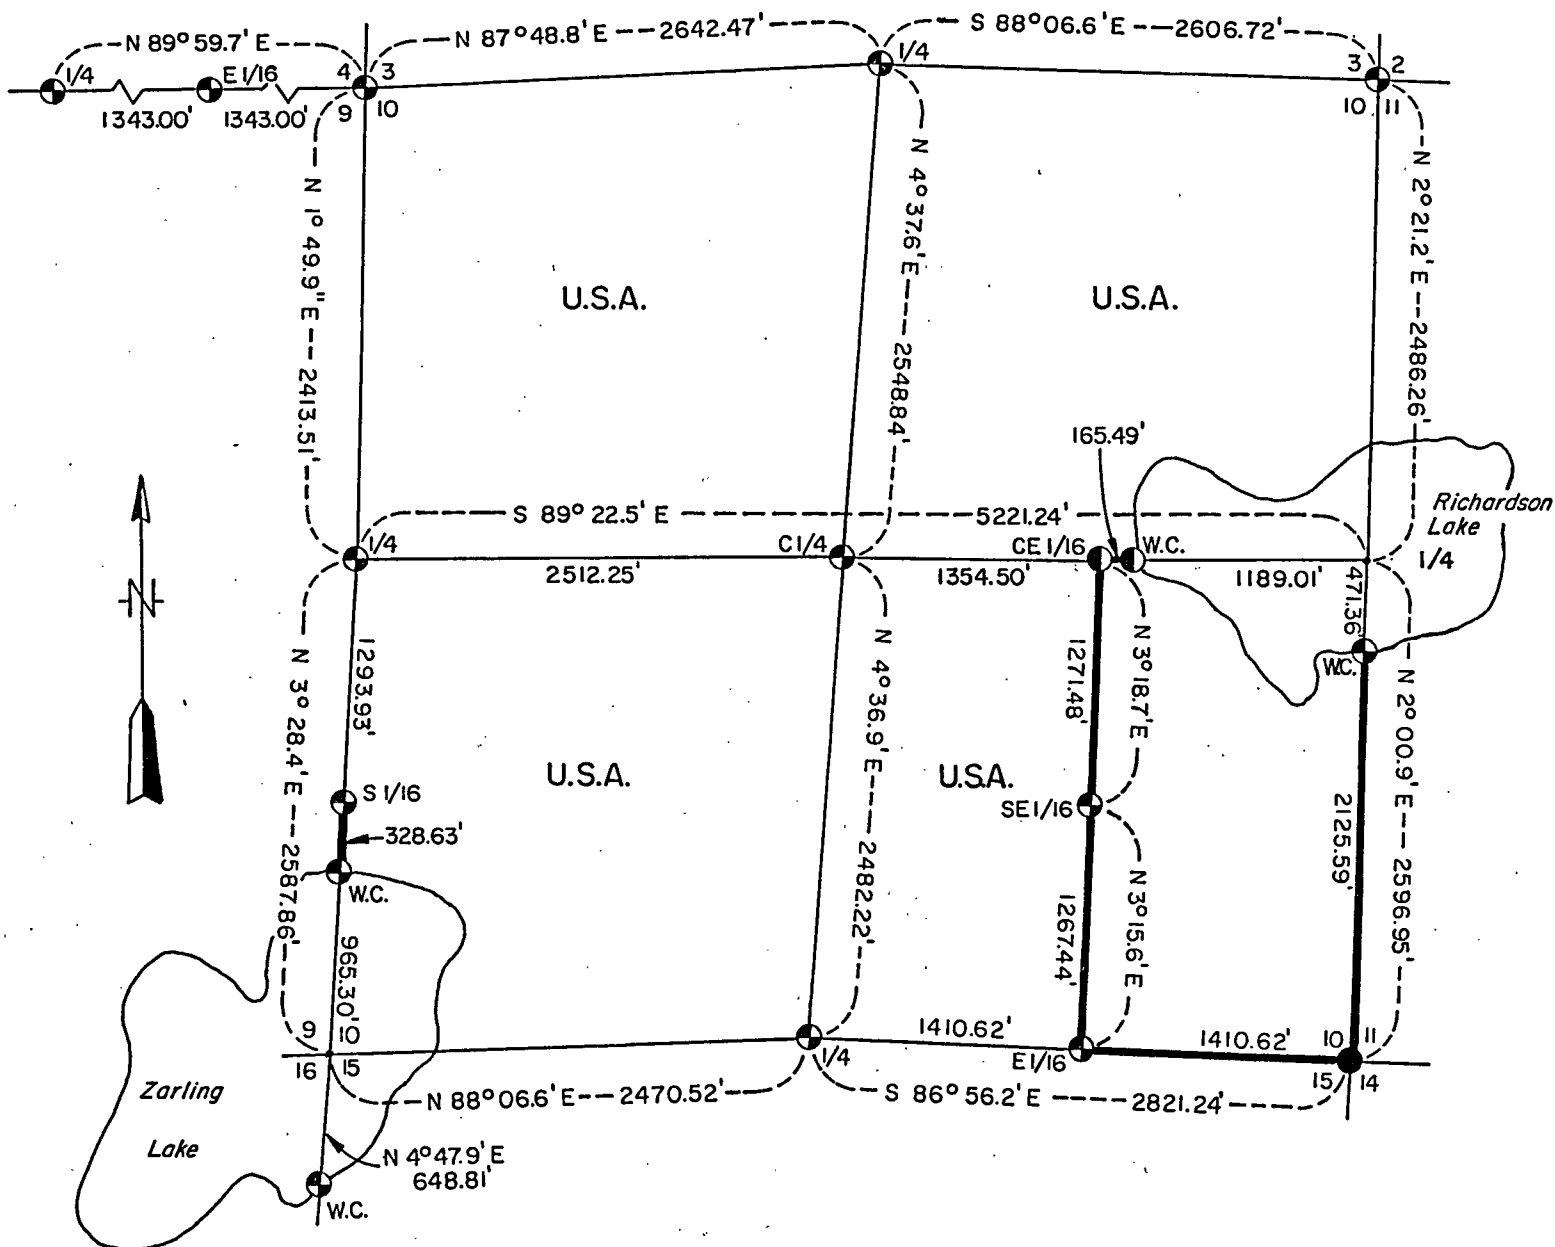 N 89°59.7' E
N 87°48.8' E 2642.47'
S 88°06.6' E 2606.72'
1/4
E 1/16
4 3
9 10
1/4
3 2
10 11
1343.00'
1343.00'
N 1° 49.9" E 2413.51'
N 4°37.6' E 2548.84'
N 2°21.2' E 2486.26'
U.S.A.
U.S.A.
165.49'
Richardson
Lake
S 89° 22.5' E 5221.24'
1/4
C 1/4
CE 1/16
W.C.
1/4
2512.25'
1354.50'
1189.01'
471.36'
W.C.
N
1293.93'
N 3° 28.4' E 2587.86'
N 4°36.9' E 2482.22'
1271.48'
N 3°18.7' E
N 2°00.9' E 2596.95'
2125.59'
U.S.A.
U.S.A.
S 1/16
SE 1/16
328.63'
W.C.
965.30'
1267.44'
N 3°15.6' E
9 10
16 15
1/4
1410.62'
E 1/16
1410.62'
10 11
15 14
N 88°06.6' E 2470.52'
S 86°56.2' E 2821.24'
Zarling
Lake
N 4°47.9' E
648.81'
W.C.